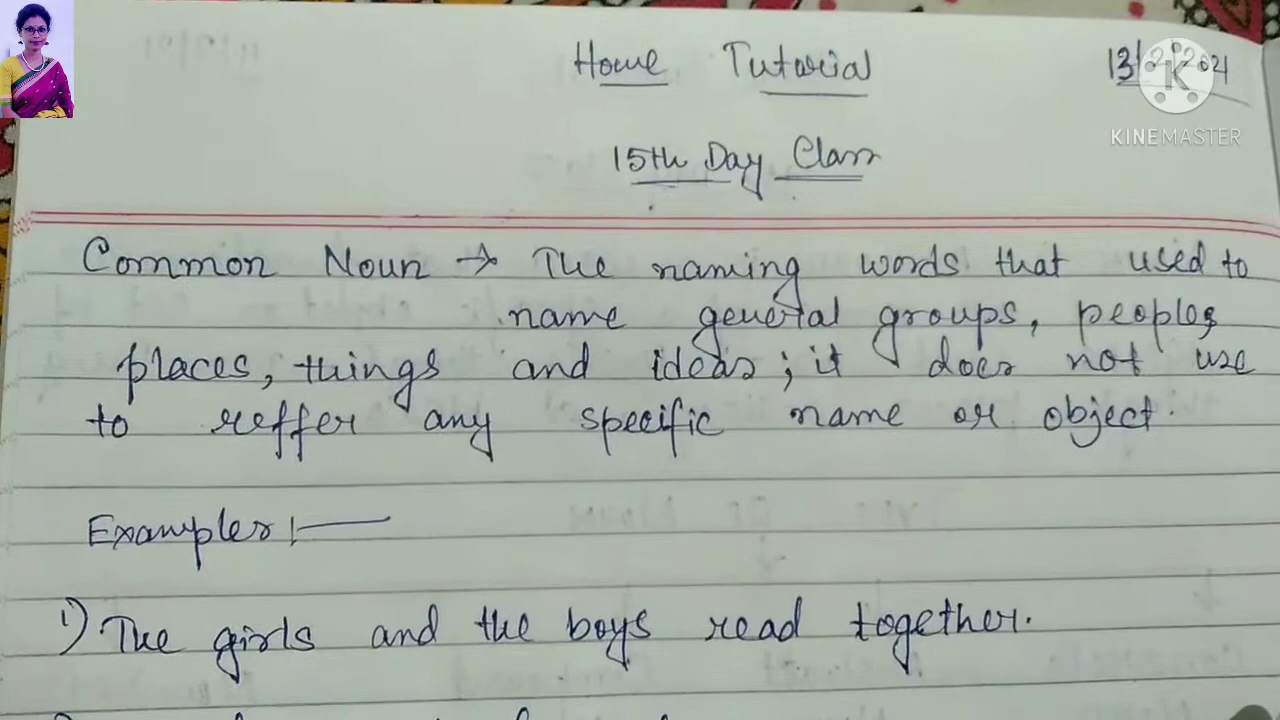 Home Tutorial
KINEMASTER
15th Day Class
Common Noun → The naming words that used to
name general groups, peoples,
places, things and ideas; it does not use
to reffer any specific name or object.
Examples :—
1) The girls and the boys read together.